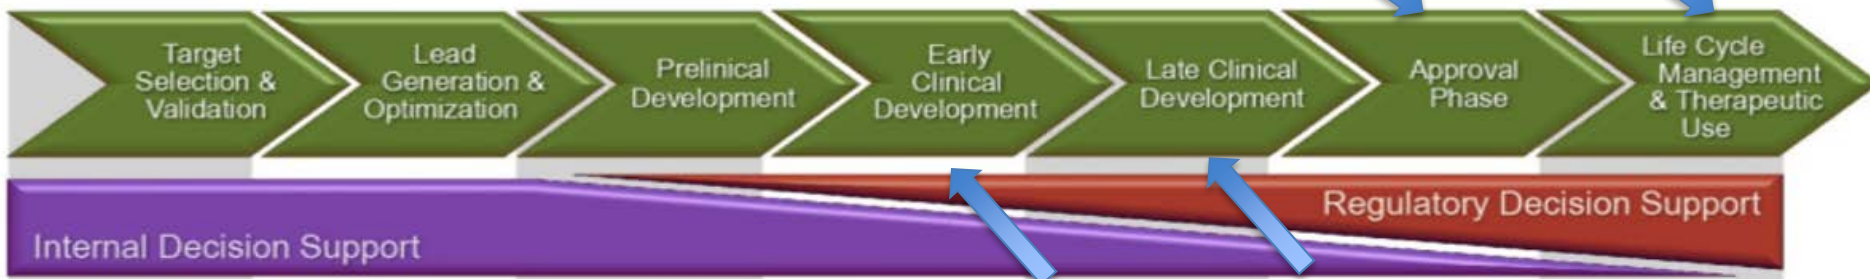 Target
Selection &
Validation
Lead
Generation &
Optimization
Prelinical
Development
Early
Clinical
Development
Late Clinical
Development
Approval
Phase
Life Cycle
Management
& Therapeutic
Use
Regulatory Decision Support
Internal Decision Support